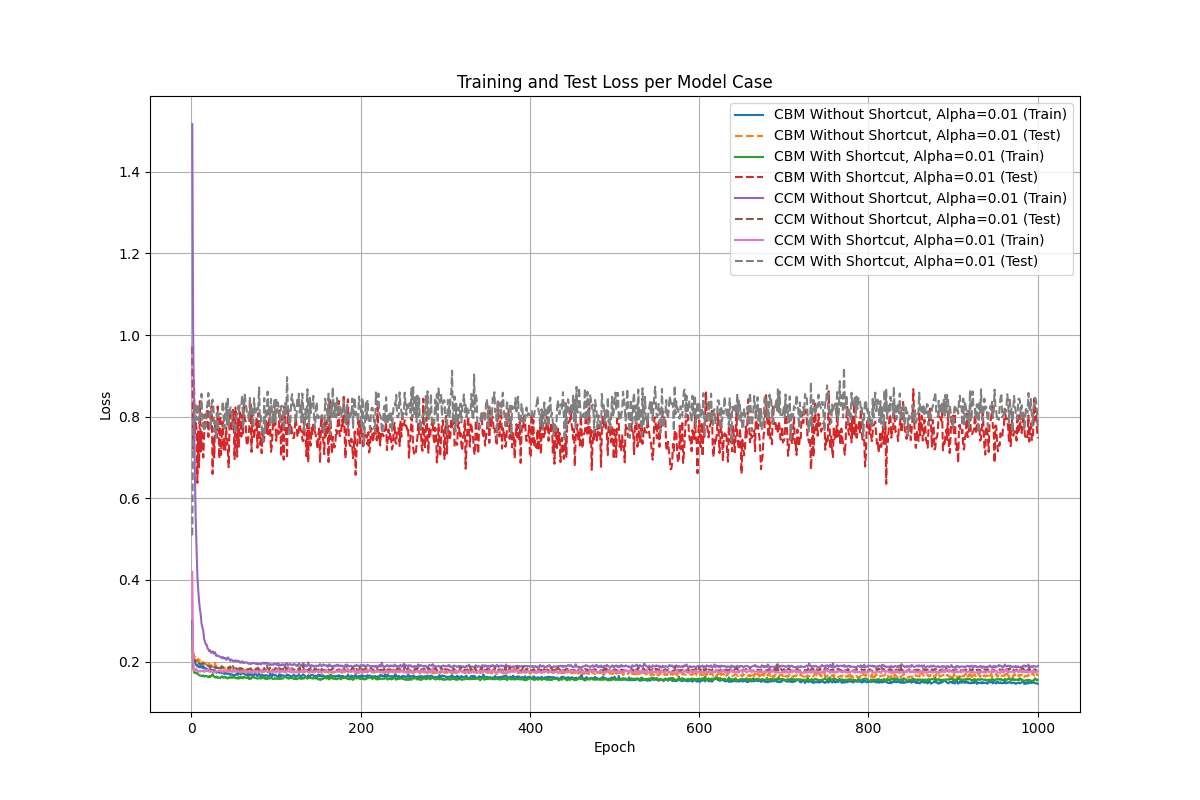 Training and Test Loss per Model Case
CBM Without Shortcut, Alpha=0.01 (Train)
CBM Without Shortcut, Alpha=0.01 (Test)
CBM With Shortcut, Alpha=0.01 (Train)
CBM With Shortcut, Alpha=0.01 (Test)
CCM Without Shortcut, Alpha=0.01 (Train)
CCM Without Shortcut, Alpha=0.01 (Test)
CCM With Shortcut, Alpha=0.01 (Train)
CCM With Shortcut, Alpha=0.01 (Test)
Loss
1.4
1.2
1.0
0.8
0.6
0.4
0.2
0
200
400
600
800
1000
Epoch